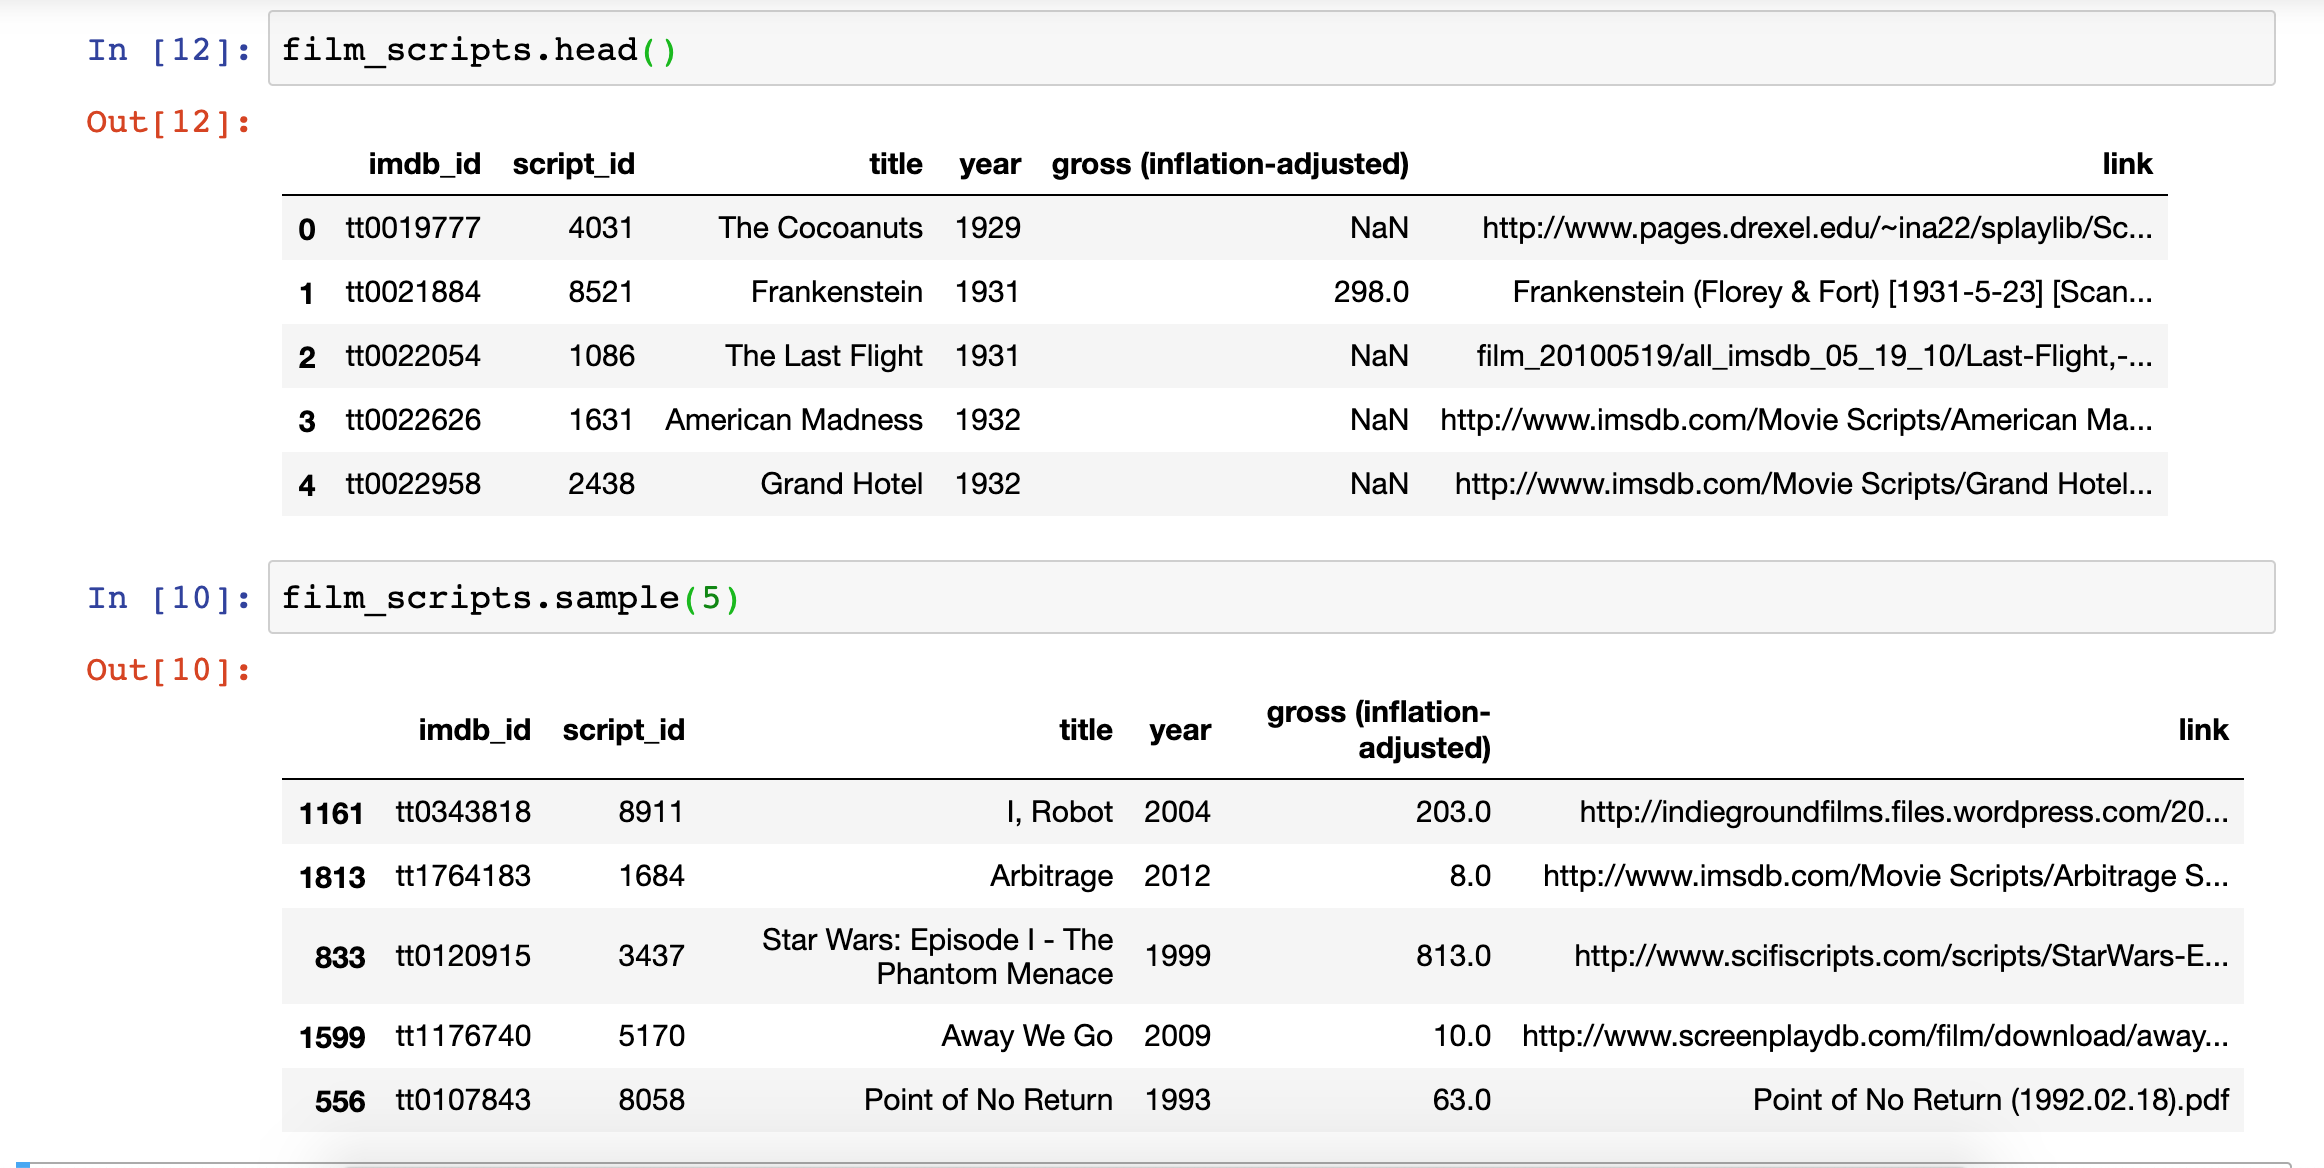 In [12]: film_scripts.head()
Out[12]:
imdb_id script_id title year gross (inflation-adjusted) link
0 tt0019777 4031 The Cocoanuts 1929 NaN http://www.pages.drexel.edu/~ina22/splaylib/Sc...
1 tt0021884 8521 Frankenstein 1931 298.0 Frankenstein (Florey & Fort) [1931-5-23] [Scan...
2 tt0022054 1086 The Last Flight 1931 NaN film_20100519/all_imsdb_05_19_10/Last-Flight,-...
3 tt0022626 1631 American Madness 1932 NaN http://www.imsdb.com/Movie Scripts/American Ma...
4 tt0022958 2438 Grand Hotel 1932 NaN http://www.imsdb.com/Movie Scripts/Grand Hotel...
In [10]: film_scripts.sample(5)
Out[10]:
imdb_id script_id title year gross (inflation-
adjusted) link
1161 tt0343818 8911 I, Robot 2004 203.0 http://indiegroundfilms.files.wordpress.com/20...
1813 tt1764183 1684 Arbitrage 2012 8.0 http://www.imsdb.com/Movie Scripts/Arbitrage S...
833 tt0120915 3437 Star Wars: Episode I - The
Phantom Menace 1999 813.0 http://www.scifiscripts.com/scripts/StarWars-E...
1599 tt1176740 5170 Away We Go 2009 10.0 http://www.screenplaydb.com/film/download/away...
556 tt0107843 8058 Point of No Return 1993 63.0 Point of No Return (1992.02.18).pdf